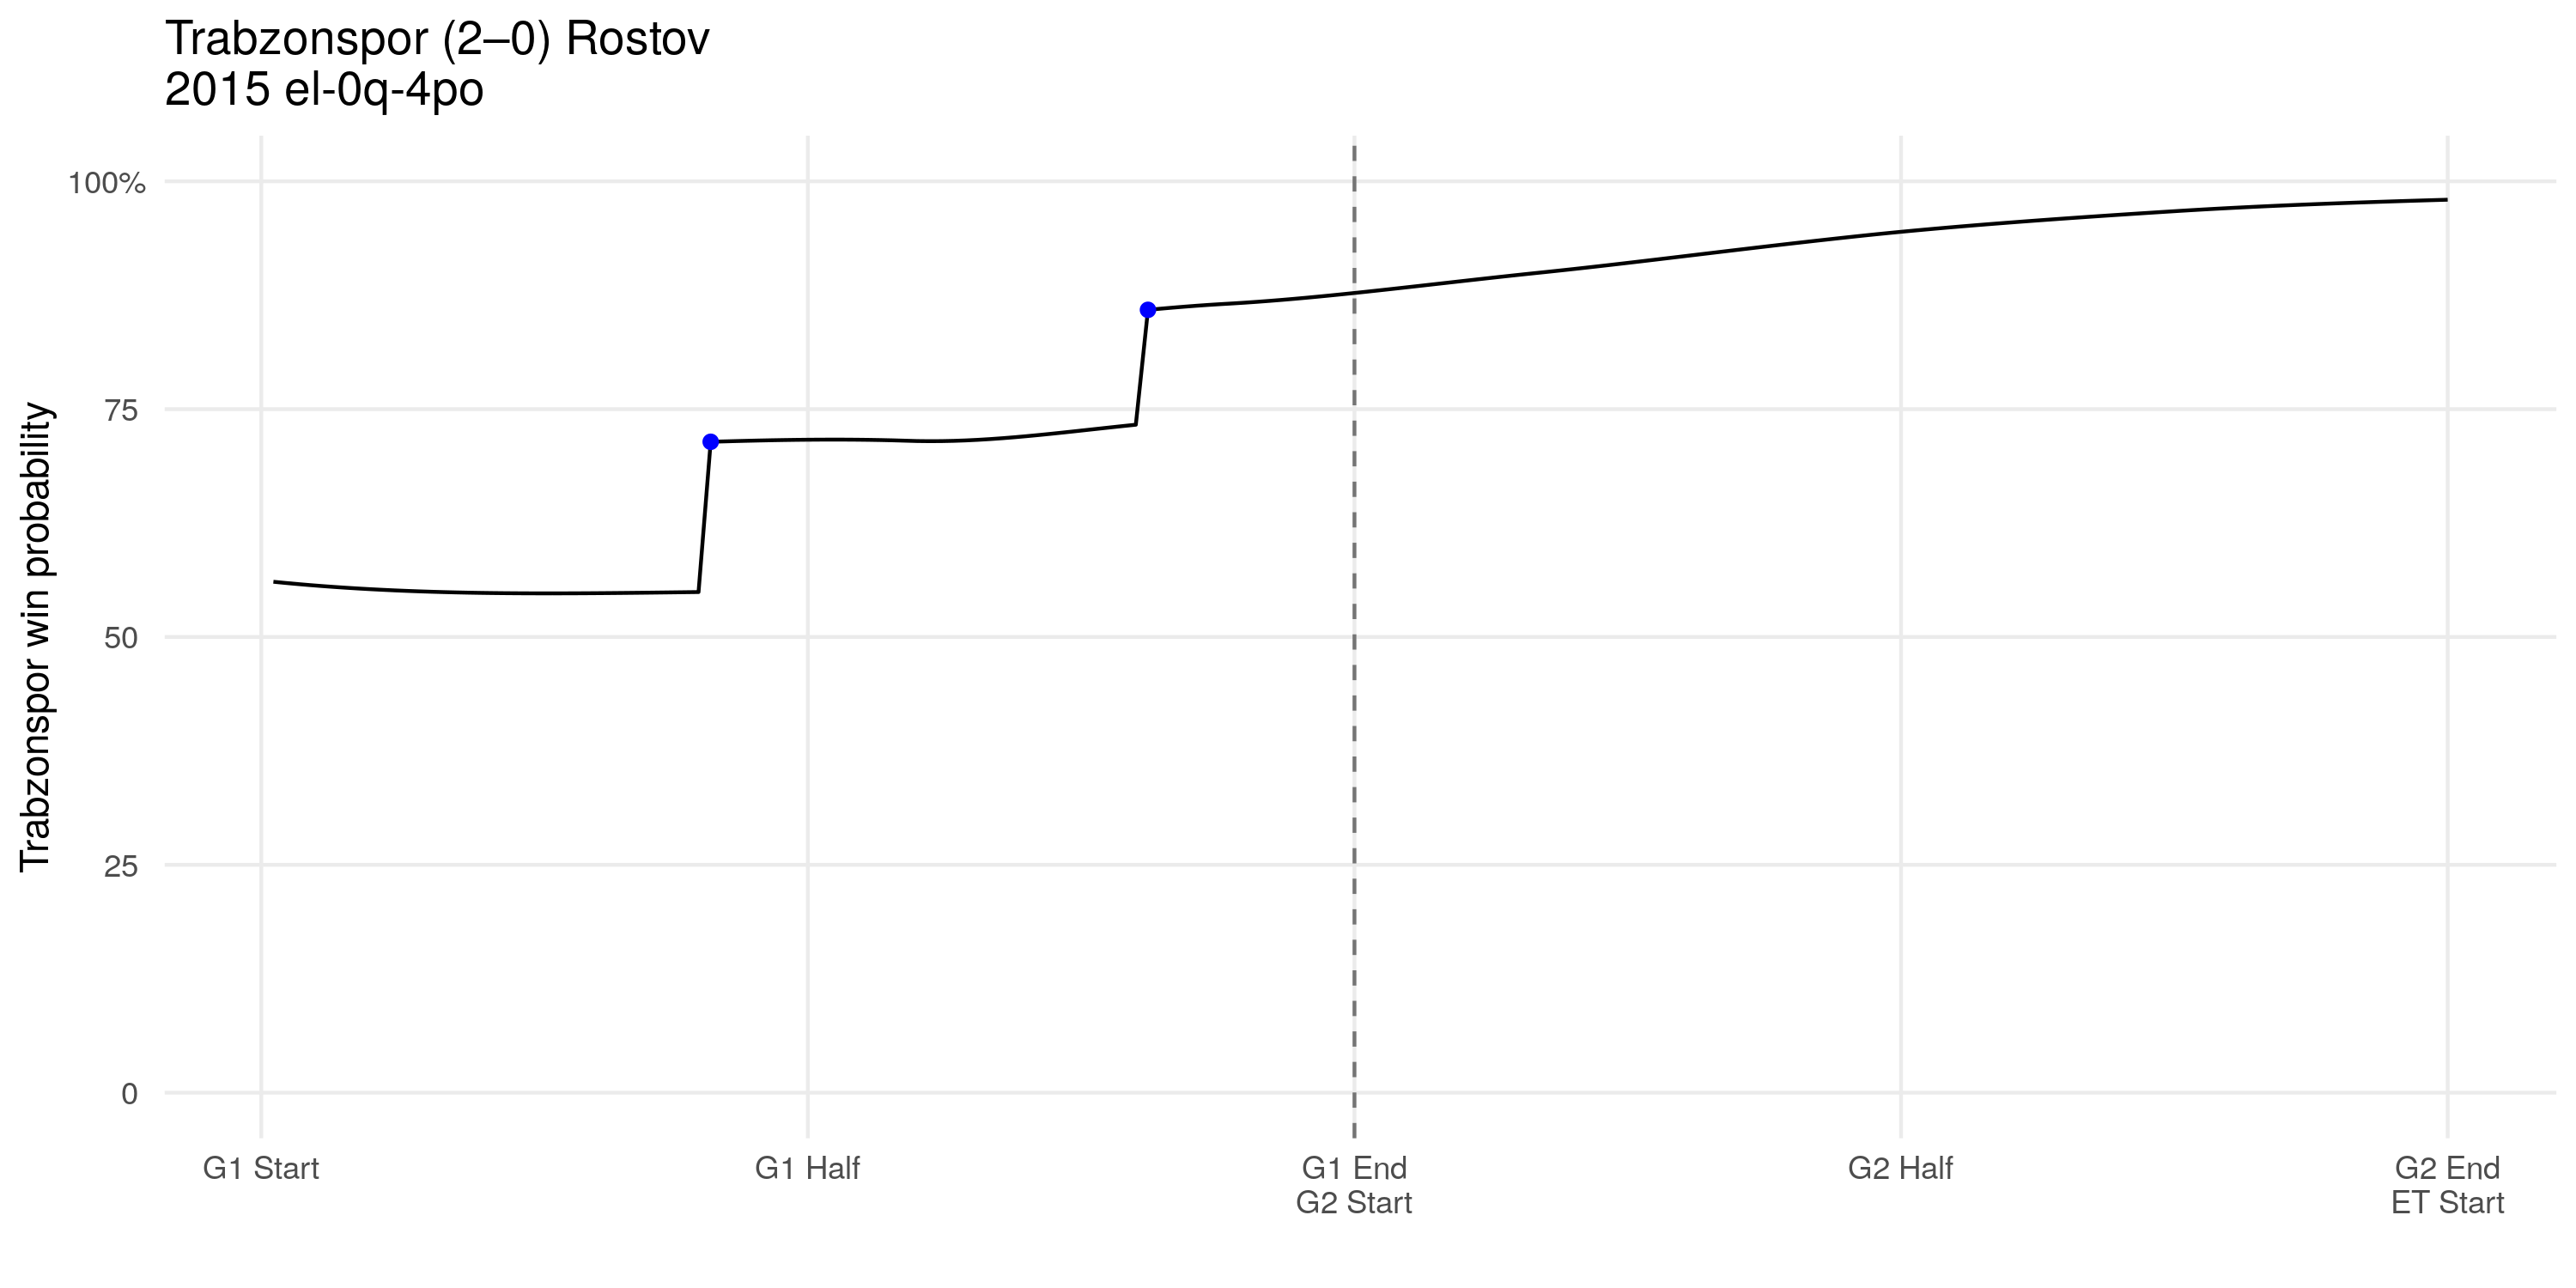 Trabzonspor (2–0) Rostov
2015 el-0q-4po
Trabzonspor win probability
100%
75
50
25
0
G1 Start
G1 Half
G1 End
G2 Start
G2 Half
G2 End
ET Start